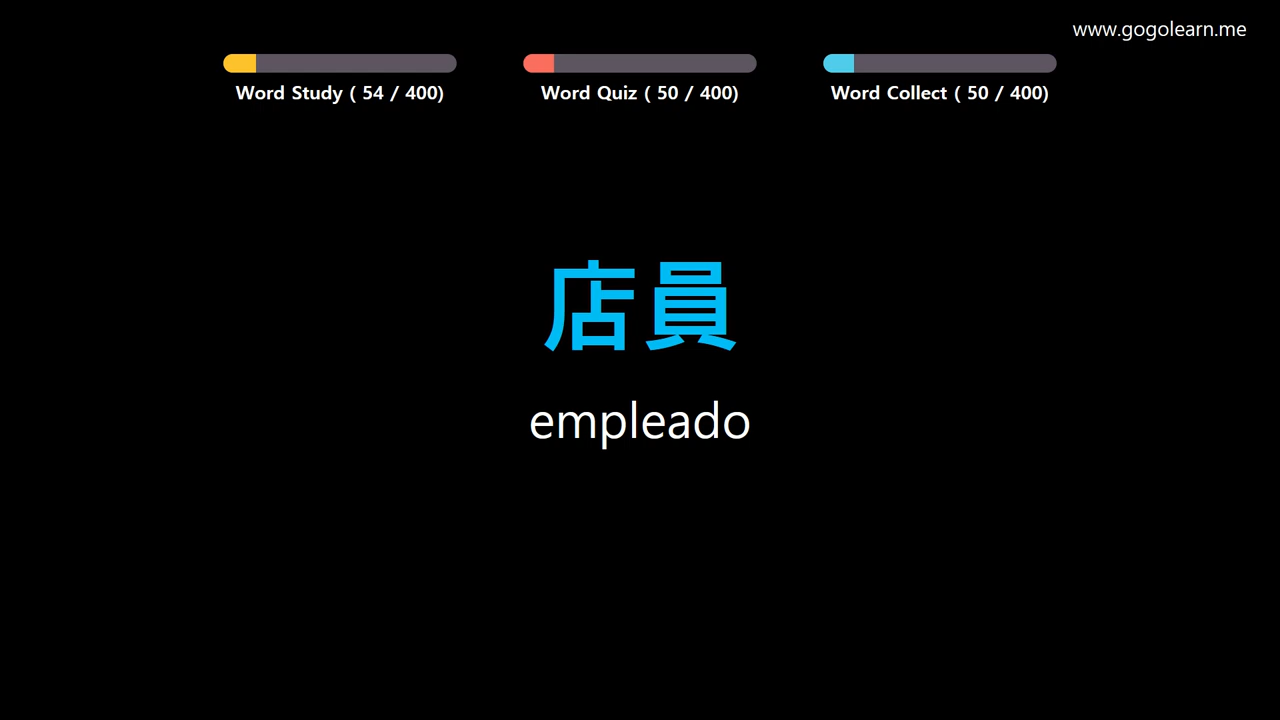 www.gogolearn.me
Word Study ( 54 / 400)
Word Quiz ( 50 / 400)
Word Collect ( 50 / 400)
店員
empleado